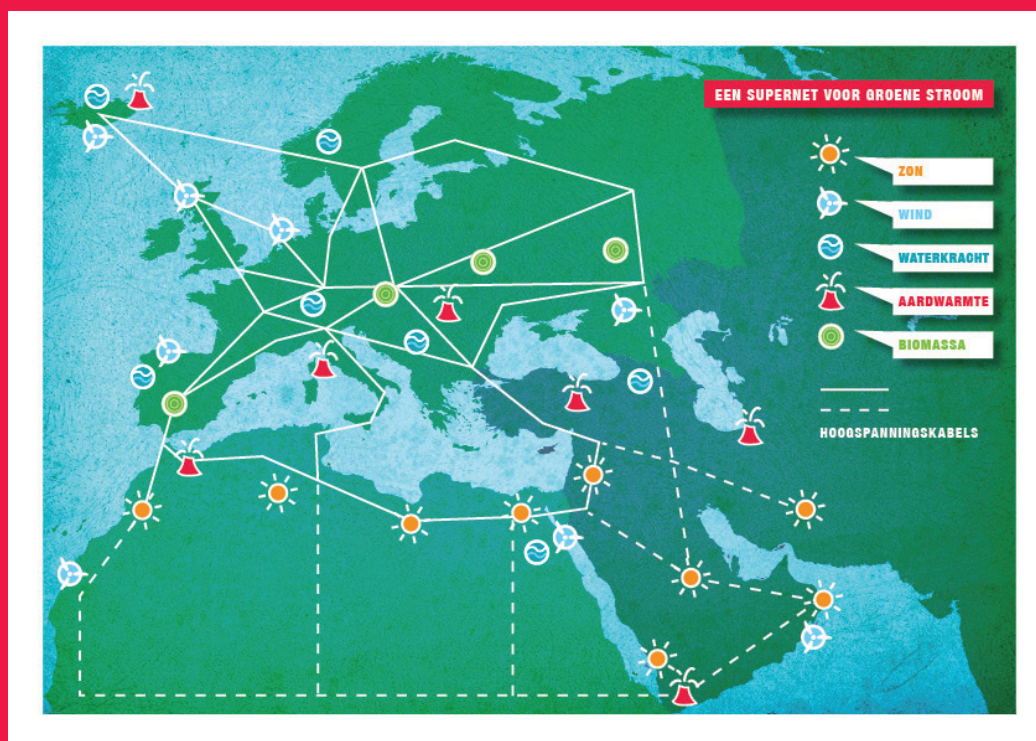 EEN SUPERNET VOOR GROENE STROOM
ZON
WIND
WATERKRACHT
AARDWARMTE
BIOMASSA
HOOGSPANNINGSKABELS